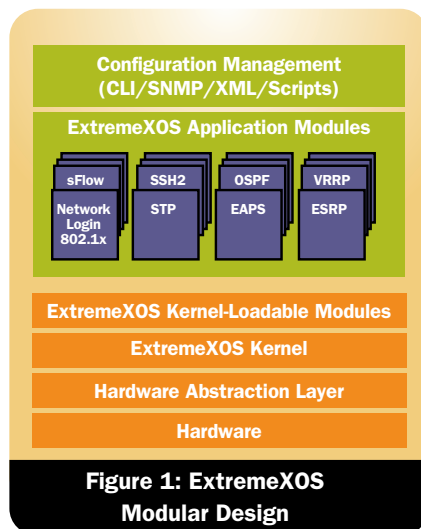 Configuration Management
(CLI/SNMP/XML/Scripts)
ExtremeXOS Application Modules
sFlow
SSH2
OSPF
VRRP
Network
Login
802.1x
STP
EAPS
ESRP
ExtremeXOS Kernel-Loadable Modules
ExtremeXOS Kernel
Hardware Abstraction Layer
Hardware
Figure 1: ExtremeXOS
Modular Design